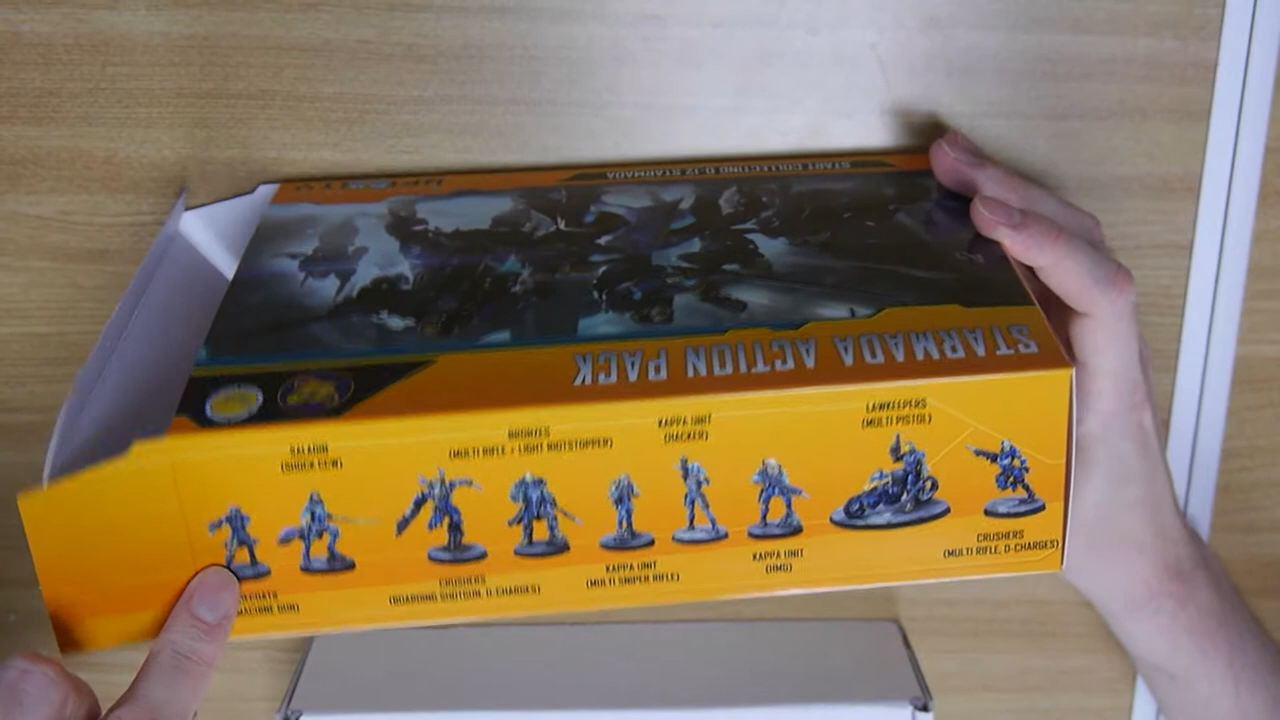 START COLLECTING O-12 STARMADA
INFINITY
STARMADA ACTION PACK
SALADIN
(SHOCK CCW)
BRONZES
(MULTI RIFLE + LIGHT RIOTSTOPPER)
KAPPA UNIT
(HACKER)
LAWKEEPERS
(MULTI PISTOL)
MACHINE GUN)
CRUSHERS
(BOARDING SHOTGUN, D-CHARGES)
KAPPA UNIT
(MULTI SNIPER RIFLE)
KAPPA UNIT
(HMG)
CRUSHERS
(MULTI RIFLE, D-CHARGES)